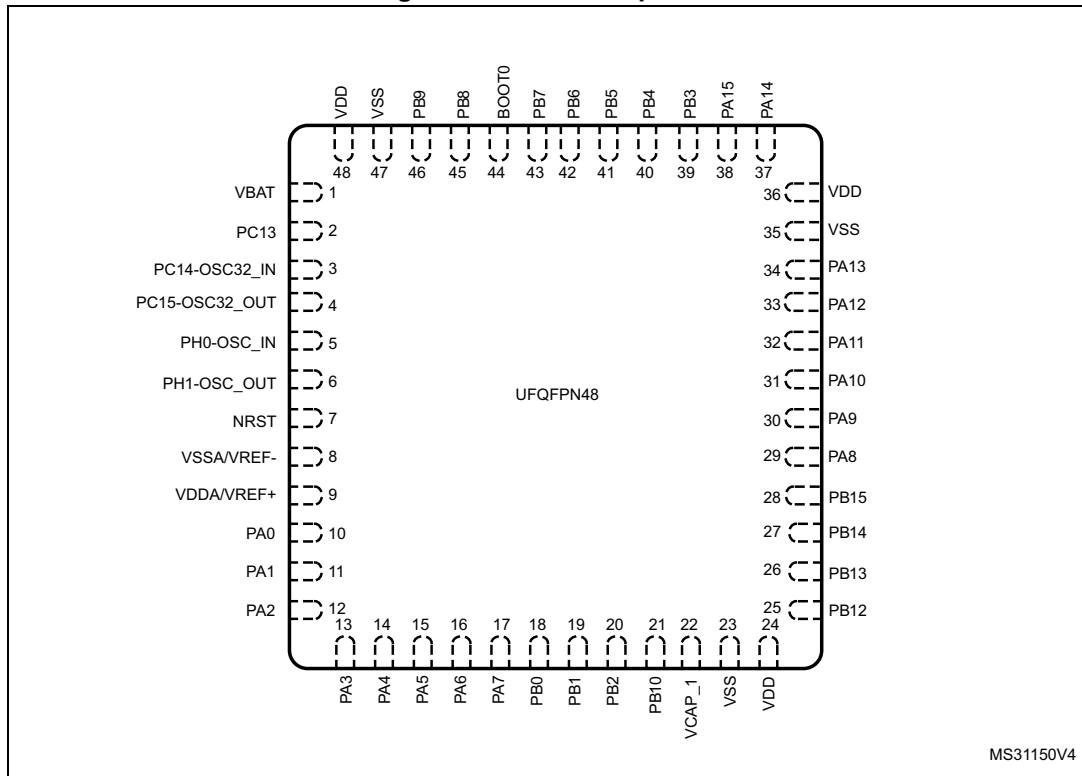 VDD
VSS
PB9
PB8
BOOT0
PB7
PB6
PB5
PB4
PB3
PA15
PA14
48 47 46 45 44 43 42 41 40 39 38 37
VBAT 1 36 VDD
PC13 2 35 VSS
PC14-OSC32_IN 3 34 PA13
PC15-OSC32_OUT 4 33 PA12
PH0-OSC_IN 5 32 PA11
PH1-OSC_OUT 6 31 PA10
UFQFPN48
NRST 7 30 PA9
VSSA/VREF- 8 29 PA8
VDDA/VREF+ 9 28 PB15
PA0 10 27 PB14
PA1 11 26 PB13
PA2 12 25 PB12
13 14 15 16 17 18 19 20 21 22 23 24
PA3
PA4
PA5
PA6
PA7
PB0
PB1
PB2
PB10
VCAP_1
VSS
VDD
MS31150V4